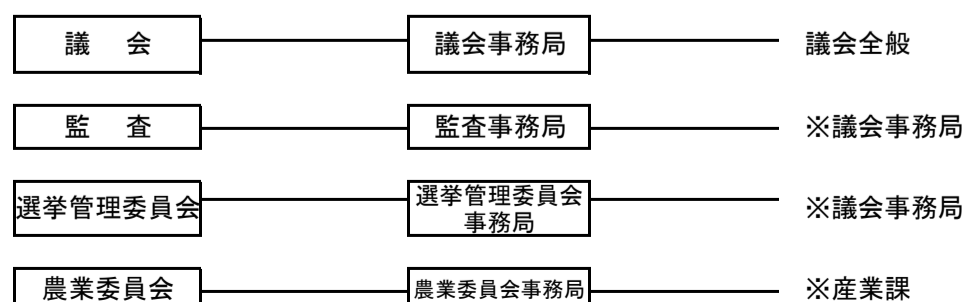 議　会　議会事務局　議会全般
監　査　監査事務局　※議会事務局
選挙管理委員会　選挙管理委員会　※議会事務局
事務局
農業委員会　農業委員会事務局　※産業課